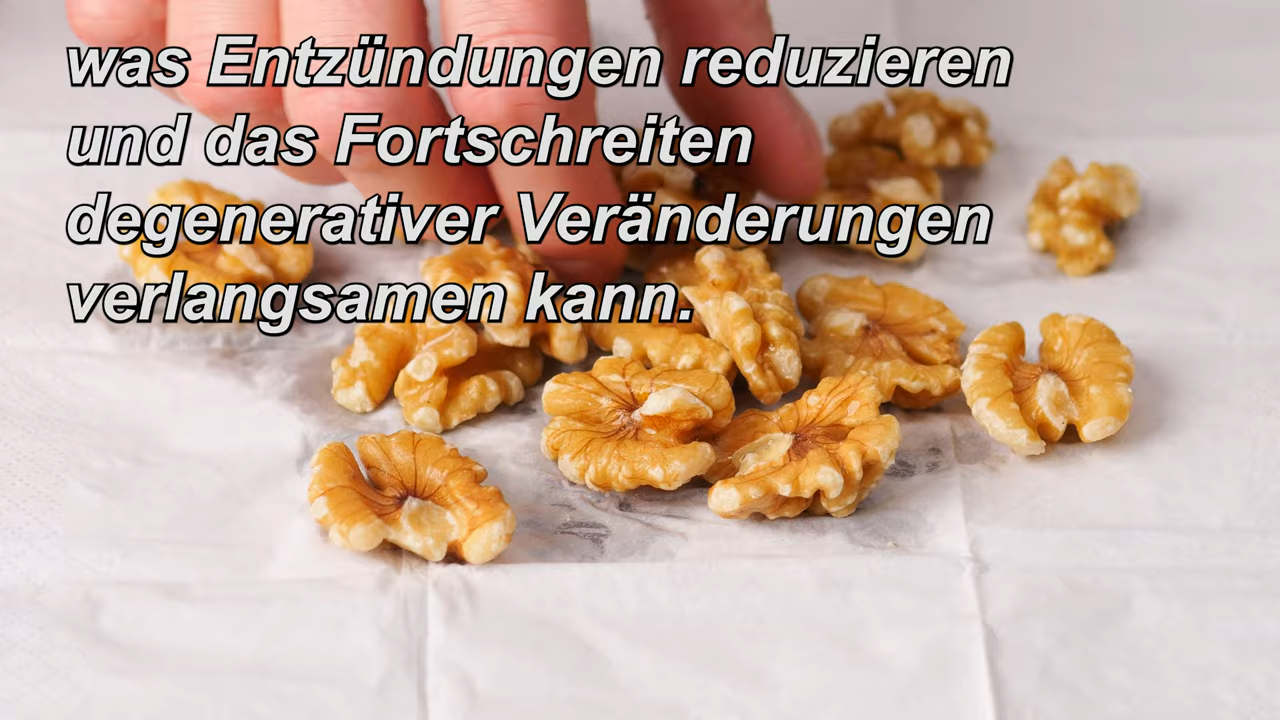 was Entzündungen reduzieren
und das Fortschreiten
degenerativer Veränderungen
verlangsamen kann.